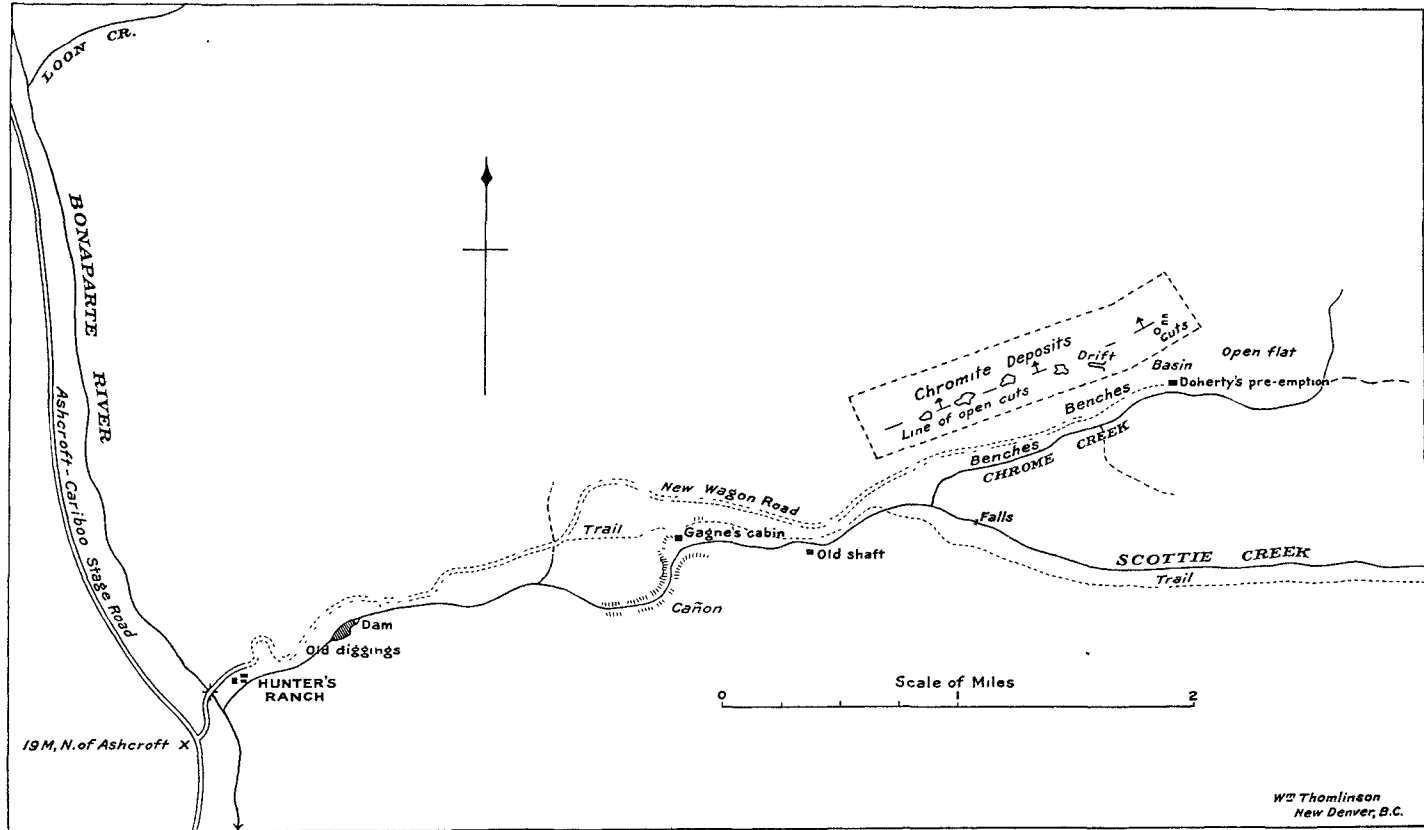 LOON CR.
BONAPARTE RIVER
Ashcroft-Cariboo Stage Road
Chromite Deposits
Drift
O. Cuts
Line of open cuts
Basin
Open flat
Doherty's pre-emption
Benches
Benches
CHROME CREEK
New Wagon Road
Trail
Gagne's cabin
Falls
Old shaft
SCOTTIE CREEK
Trail
Cañon
Dam
Old diggings
HUNTER'S
RANCH
Scale of Miles
0 1 2
19M, N. of Ashcroft X
Wm Thomlinson
New Denver, B.C.